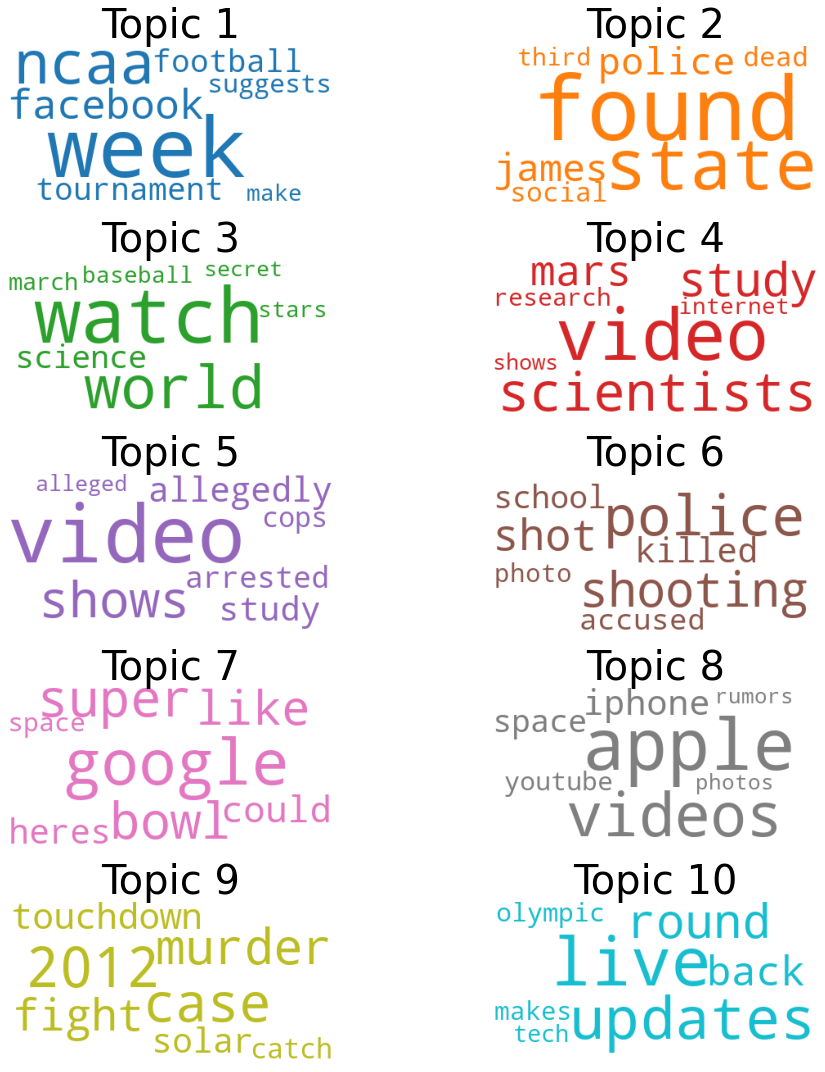 Topic 1
ncaa football
suggests
facebook
week
tournament make
Topic 2
third police dead
found
james state
social
Topic 3
march baseball secret
watch stars
science
world
Topic 4
mars study
research internet
video
shows
scientists
Topic 5
alleged allegedly
video cops
arrested
shows study
Topic 6
school police
shot killed
photo shooting
accused
Topic 7
super like
space
google
heres bowl could
Topic 8
iphone rumors
space apple
youtube photos
videos
Topic 9
touchdown
2012 murder
fight case
solar catch
Topic 10
olympic round
live back
makes updates
tech